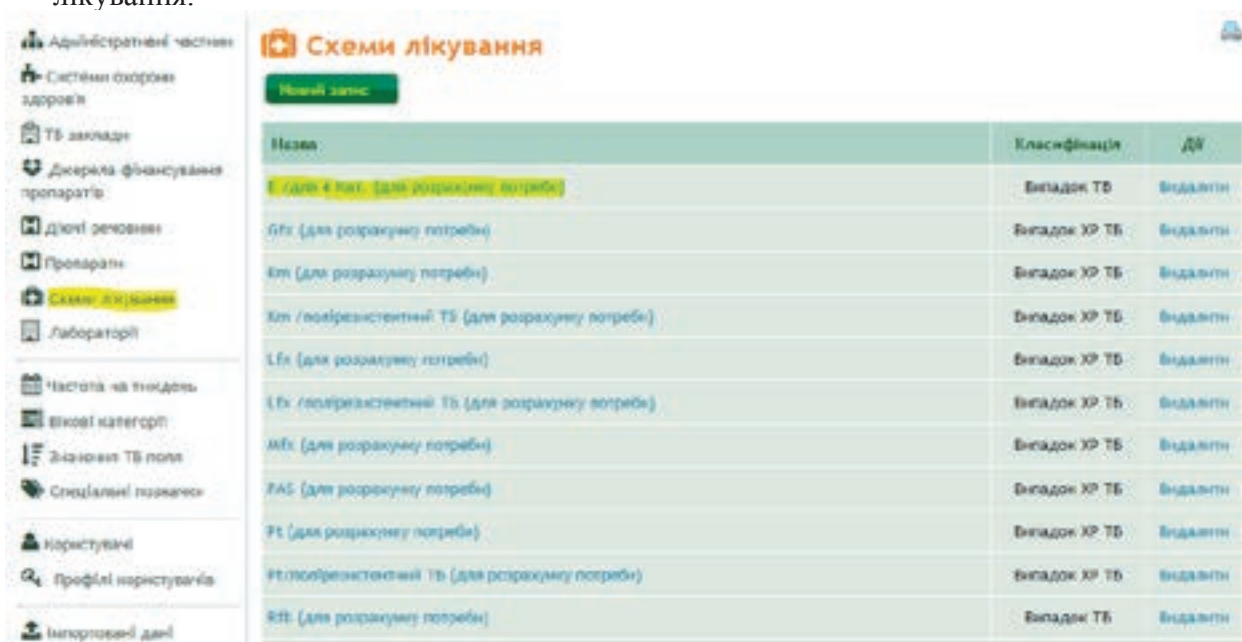 лікування.
Адміністративні частини
Системи охорони
здоров'я
ТБ заклади
Джерела фінансування
препаратів
Діючі речовини
Препарати
Схеми лікування
Лабораторії
Частота на тиждень
Вікові категорії
Значення ТБ поля
Спеціальні позначки
Користувачі
Профілі користувачів
Імпортовані дані
Схеми лікування
Новий запис
Назва Класифікація Дії
E /для 4 кат. (для розрахунку потреби) Випадок ТБ Видалити
Gfx (для розрахунку потреби) Випадок ХР ТБ Видалити
Km (для розрахунку потреби) Випадок ХР ТБ Видалити
Km /полірезистентний ТБ (для розрахунку потреби) Випадок ХР ТБ Видалити
Lfx (для розрахунку потреби) Випадок ХР ТБ Видалити
Lfx /полірезистентний ТБ (для розрахунку потреби) Випадок ХР ТБ Видалити
Mfx (для розрахунку потреби) Випадок ХР ТБ Видалити
PAS (для розрахунку потреби) Випадок ХР ТБ Видалити
Pt (для розрахунку потреби) Випадок ХР ТБ Видалити
Pt/полірезистентний ТБ (для розрахунку потреби) Випадок ХР ТБ Видалити
Rfb (для розрахунку потреби) Випадок ТБ Видалити